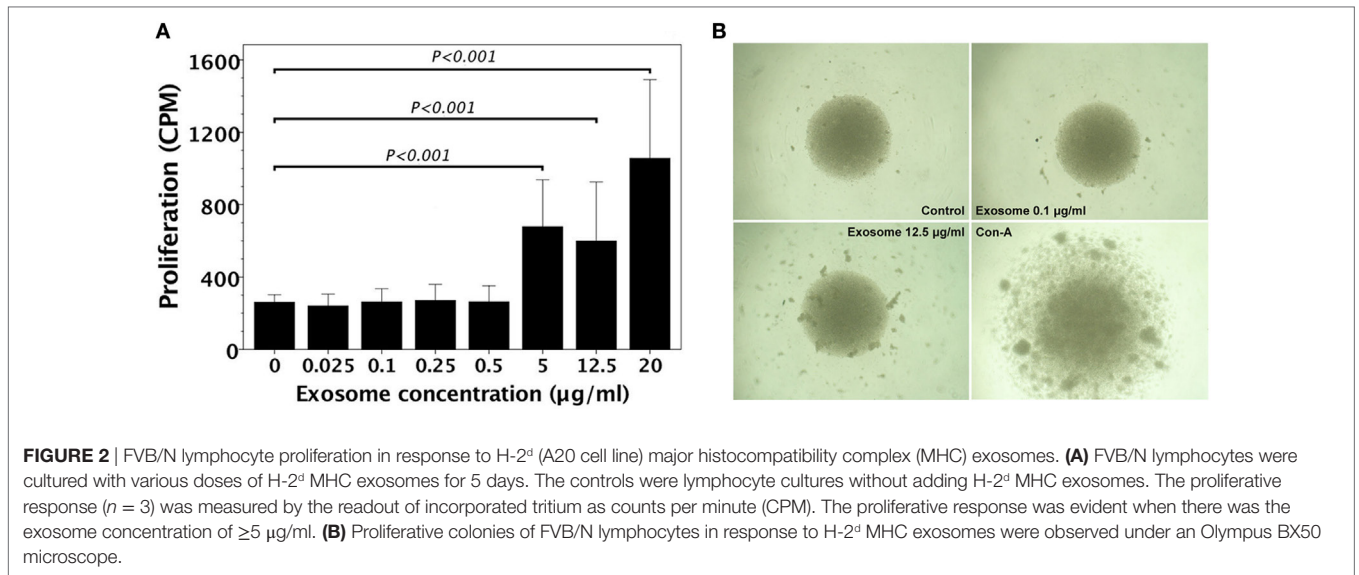 A
B
1600
1200
800
400
0
Proliferation (CPM)
P<0.001
P<0.001
P<0.001
0 0.025 0.1 0.25 0.5 5 12.5 20
Exosome concentration (µg/ml)
Control
Exosome 0.1 µg/ml
Exosome 12.5 µg/ml
Con-A
FIGURE 2 | FVB/N lymphocyte proliferation in response to H-2ᵈ (A20 cell line) major histocompatibility complex (MHC) exosomes. (A) FVB/N lymphocytes were
cultured with various doses of H-2ᵈ MHC exosomes for 5 days. The controls were lymphocyte cultures without adding H-2ᵈ MHC exosomes. The proliferative
response (n = 3) was measured by the readout of incorporated tritium as counts per minute (CPM). The proliferative response was evident when there was the
exosome concentration of ≥5 µg/ml. (B) Proliferative colonies of FVB/N lymphocytes in response to H-2ᵈ MHC exosomes were observed under an Olympus BX50
microscope.